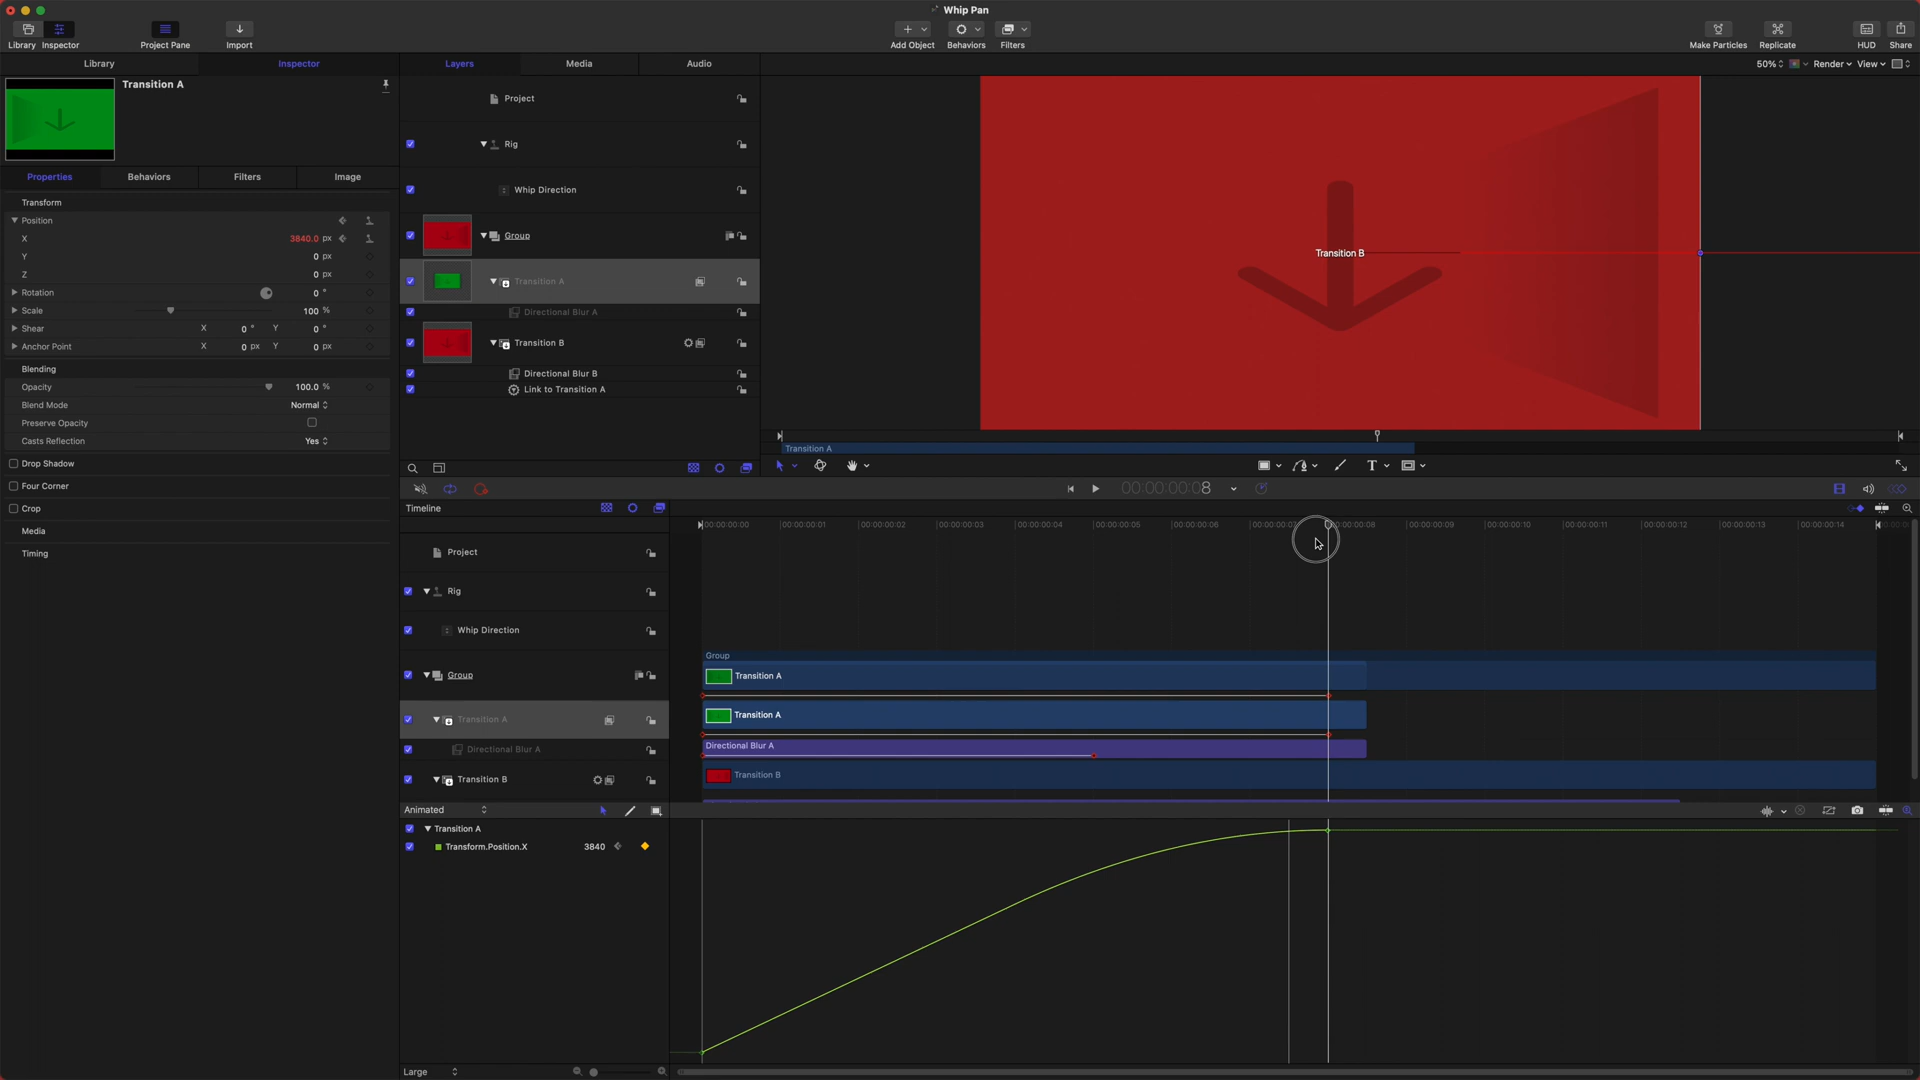 Whip Pan
Library
Inspector
Project Pane
Import
Add Object
Behaviors
Filters
Make Particles
Replicate
HUD
Share
Library
Inspector
Layers
Media
Audio
50%
Render
View
Transition A
Properties
Behaviors
Filters
Image
Transform
Position
X 3840.0 px
Y 0 px
Z 0 px
Rotation 0 °
Scale 100 %
Shear X 0 ° Y 0 °
Anchor Point X 0 px Y 0 px
Blending
Opacity 100.0 %
Blend Mode Normal
Preserve Opacity
Casts Reflection Yes
Drop Shadow
Four Corner
Crop
Media
Timing
Project
Rig
Whip Direction
Group
Transition A
Directional Blur A
Transition B
Directional Blur B
Link to Transition A
Transition B
Transition A
T
00:00:00:08
Timeline
00:00:00:00 00:00:00:01 00:00:00:02 00:00:00:03 00:00:00:04 00:00:00:05 00:00:00:06 00:00:00:08 00:00:00:09 00:00:00:10 00:00:00:11 00:00:00:12 00:00:00:13 00:00:00:14
Project
Rig
Whip Direction
Group
Group
Transition A
Transition A
Transition A
Directional Blur A
Directional Blur A
Transition B
Transition B
Animated
Transition A
Transform.Position.X 3840
Large